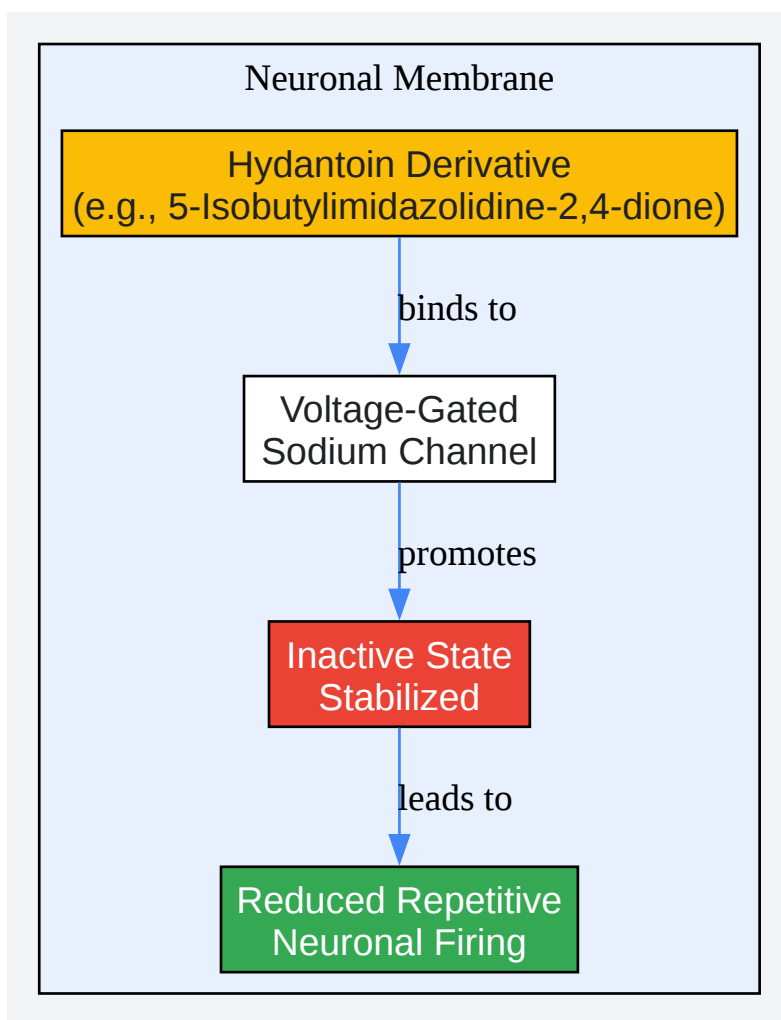 Neuronal Membrane
Hydantoin Derivative
(e.g., 5-Isobutylimidazolidine-2,4-dione)
binds to
Voltage-Gated
Sodium Channel
promotes
Inactive State
Stabilized
leads to
Reduced Repetitive
Neuronal Firing